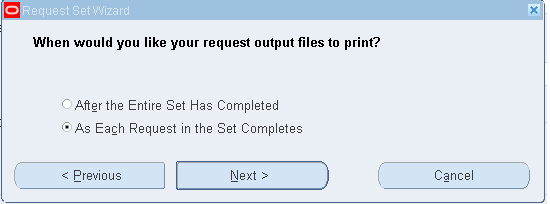 Request Set Wizard
When would you like your request output files to print?
After the Entire Set Has Completed
As Each Request in the Set Completes
< Previous
Next >
Cancel